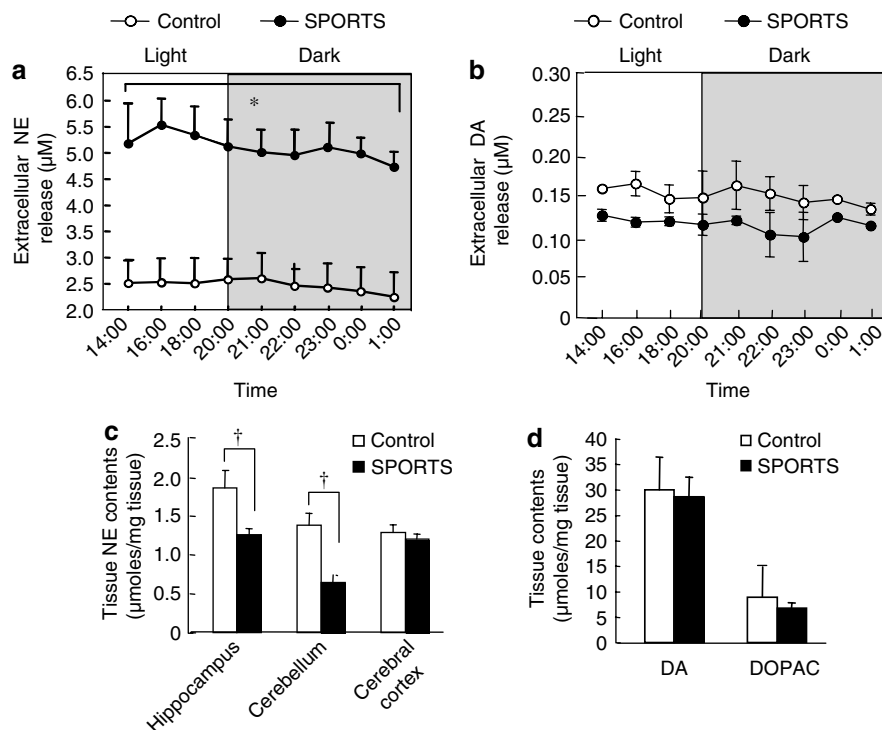 Control SPORTS
Light Dark
a
Extracellular NE
release (µM)
6.5
6.0
5.5
5.0
4.5
4.0
3.5
3.0
2.5
2.0
*
14:00 16:00 18:00 20:00 21:00 22:00 23:00 0:00 1:00
Time
Control SPORTS
Light Dark
b
Extracellular DA
release (µM)
0.30
0.20
0.15
0.10
0.05
0
14:00 16:00 18:00 20:00 21:00 22:00 23:00 0:00 1:00
Time
c
Tissue NE contents
(µmoles/mg tissue)
2.5
2.0
1.5
1.0
0.5
0
† †
Control
SPORTS
Hippocampus
Cerebellum
Cerebral
cortex
d
Tissue contents
(µmoles/mg tissue)
40
35
30
25
20
15
10
5
0
Control
SPORTS
DA DOPAC